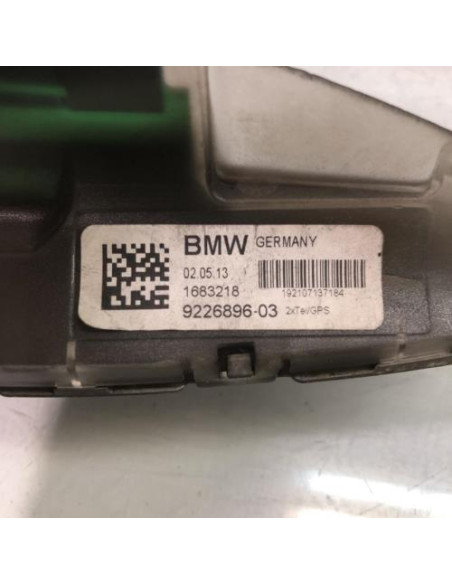 BMW GERMANY
02.05.13
1683218 192107137184
9226896-03 2xTel/GPS